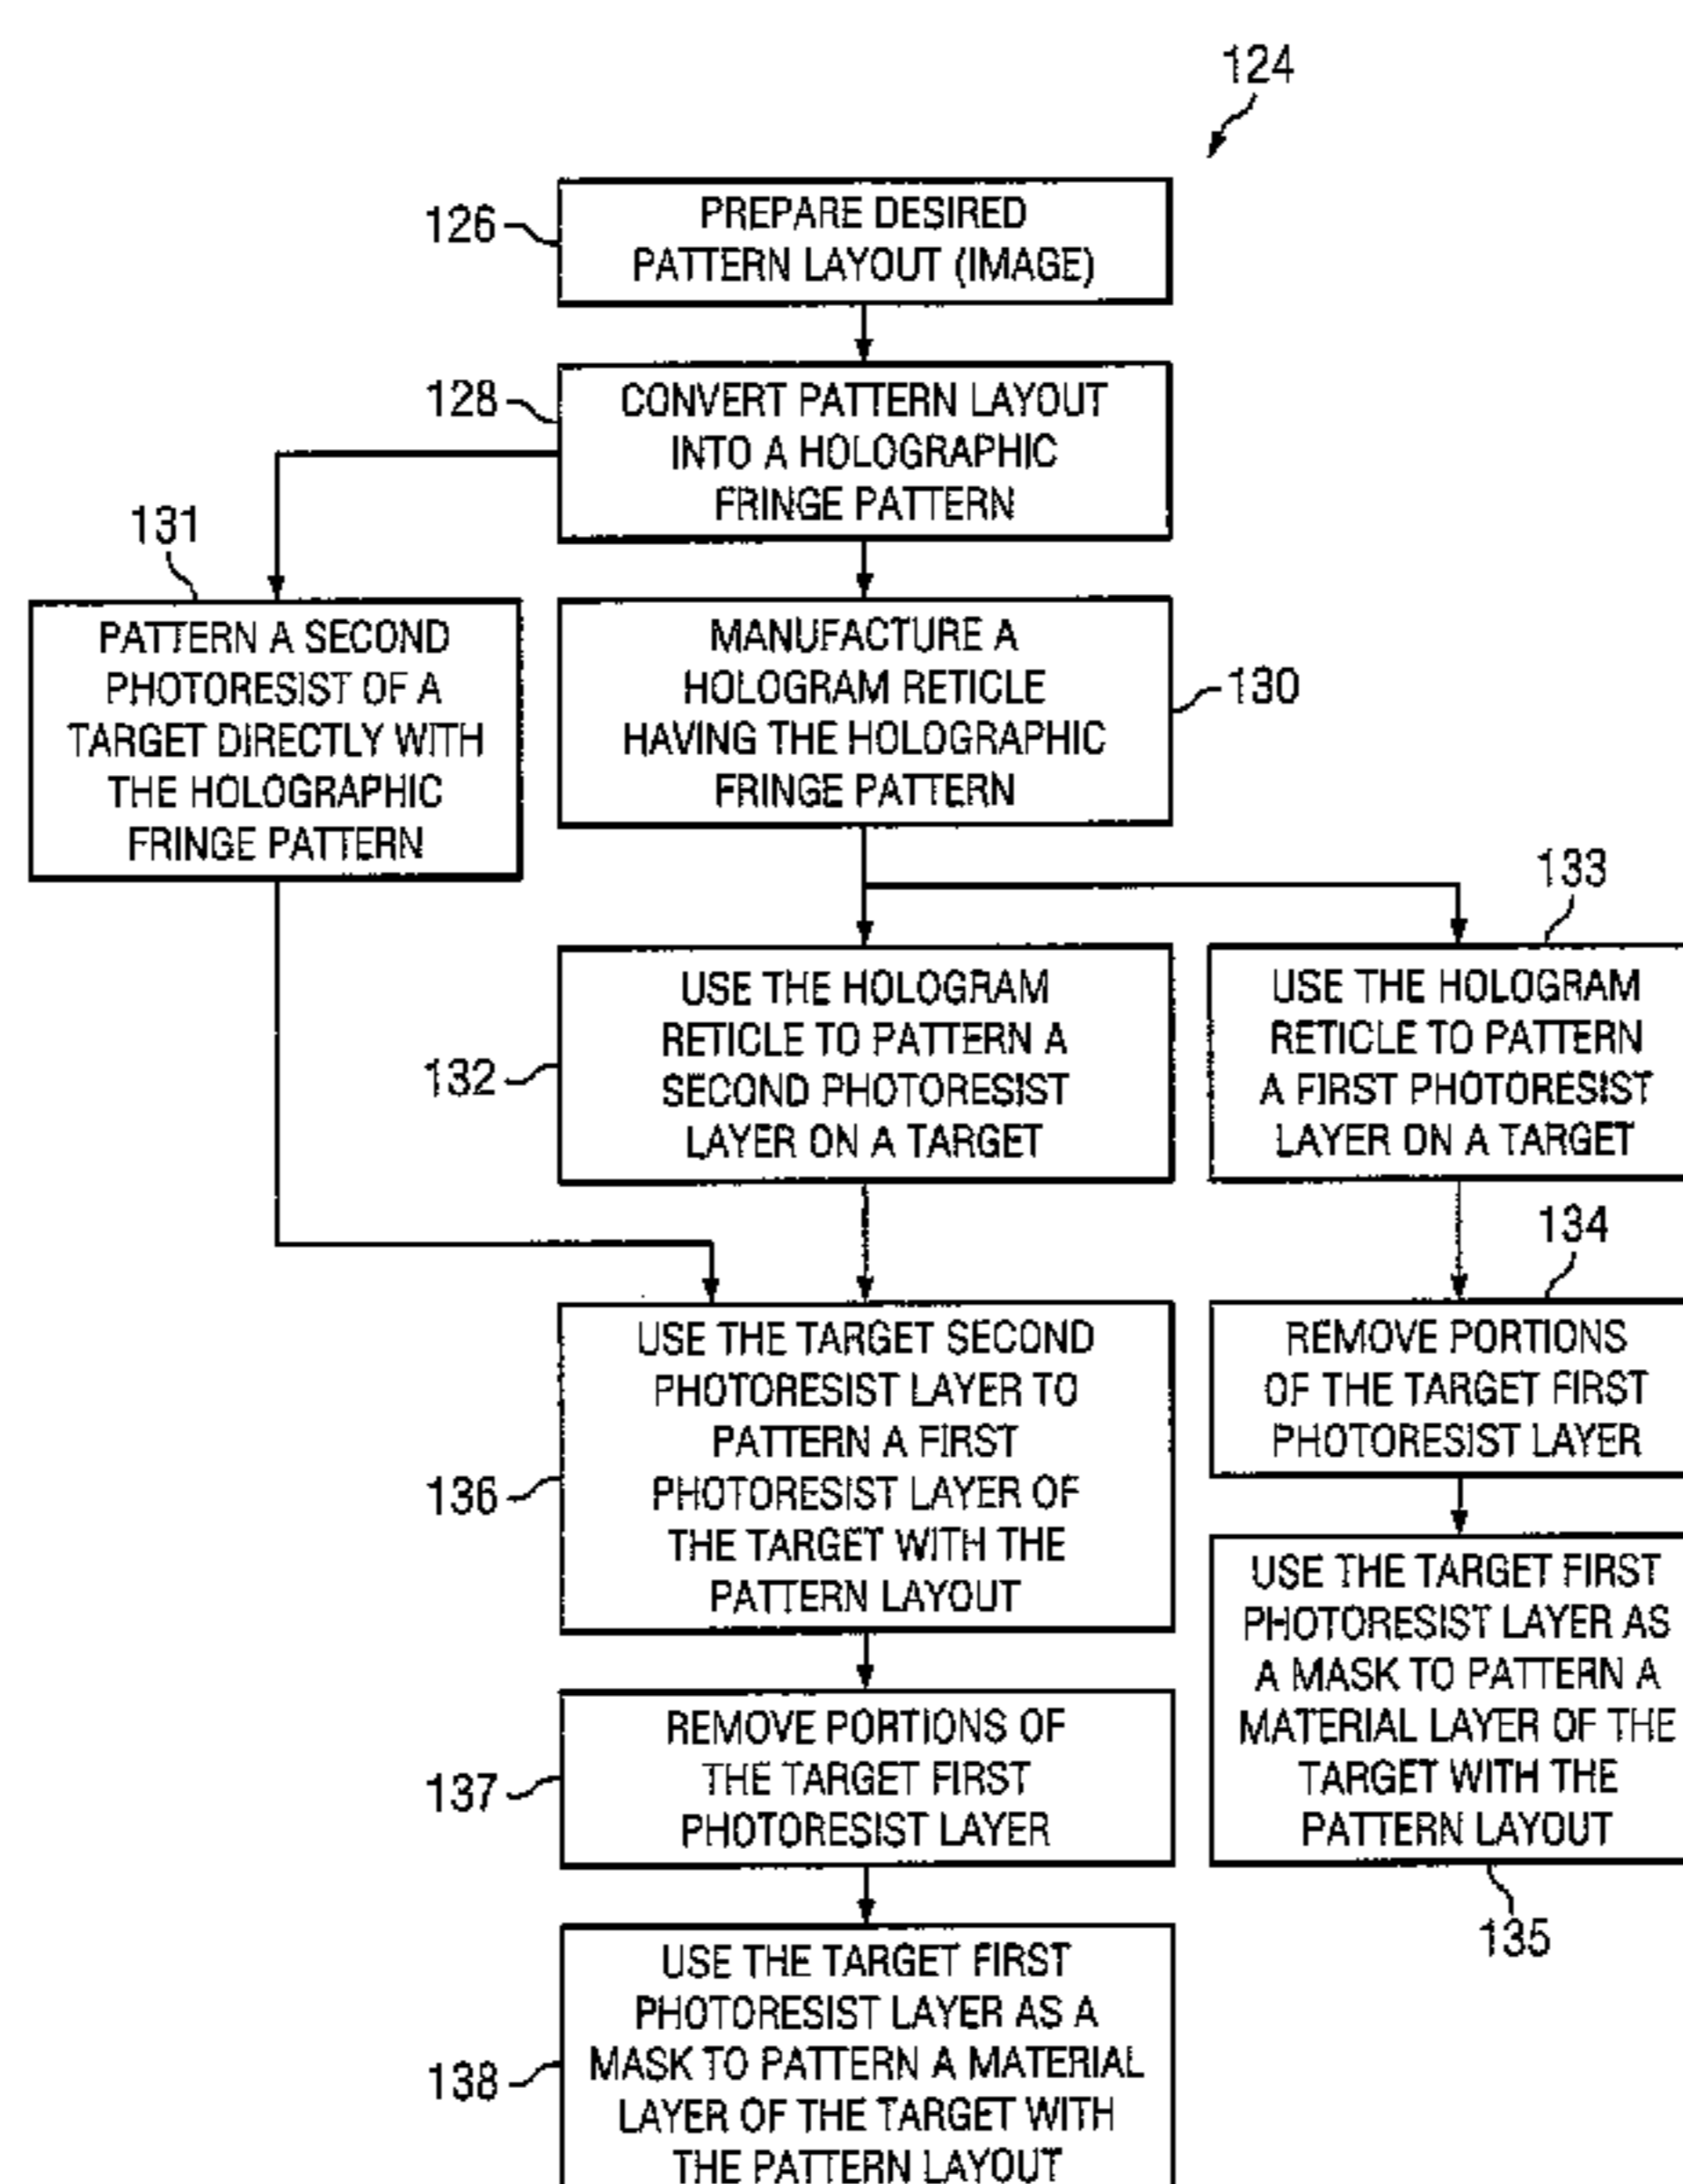 124
126
PREPARE DESIRED
PATTERN LAYOUT (IMAGE)
128
CONVERT PATTERN LAYOUT
INTO A HOLOGRAPHIC
FRINGE PATTERN
131
PATTERN A SECOND
PHOTORESIST OF A
TARGET DIRECTLY WITH
THE HOLOGRAPHIC
FRINGE PATTERN
MANUFACTURE A
HOLOGRAM RETICLE
HAVING THE HOLOGRAPHIC
FRINGE PATTERN
130
132
USE THE HOLOGRAM
RETICLE TO PATTERN A
SECOND PHOTORESIST
LAYER ON A TARGET
133
USE THE HOLOGRAM
RETICLE TO PATTERN
A FIRST PHOTORESIST
LAYER ON A TARGET
136
USE THE TARGET SECOND
PHOTORESIST LAYER TO
PATTERN A FIRST
PHOTORESIST LAYER OF
THE TARGET WITH THE
PATTERN LAYOUT
134
REMOVE PORTIONS
OF THE TARGET FIRST
PHOTORESIST LAYER
USE THE TARGET FIRST
PHOTORESIST LAYER AS
A MASK TO PATTERN A
MATERIAL LAYER OF THE
TARGET WITH THE
PATTERN LAYOUT
135
137
REMOVE PORTIONS OF
THE TARGET FIRST
PHOTORESIST LAYER
138
USE THE TARGET FIRST
PHOTORESIST LAYER AS A
MASK TO PATTERN A MATERIAL
LAYER OF THE TARGET WITH
THE PATTERN LAYOUT